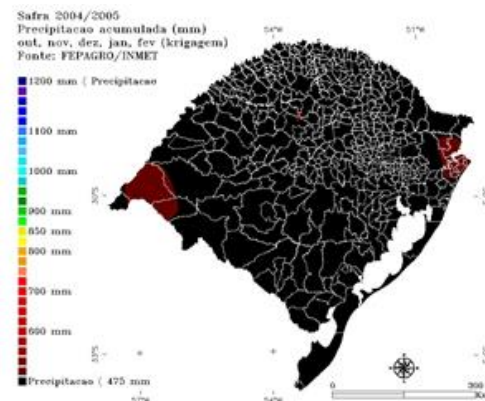 Safra 2004/2005
Precipitacao acumulada (mm)
out, nov, dez, jan, fev (krigagem)
Fonte: FEPAGRO/INMET
1200 mm ( Precipitacao
1100 mm
1000 mm
900 mm
850 mm
800 mm
700 mm
600 mm
Precipitacao ( 475 mm
0